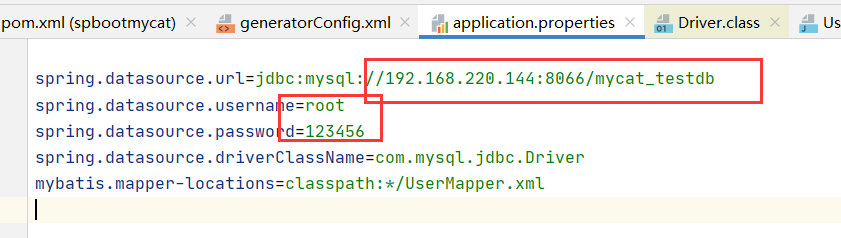 pom.xml (spbootmycat) × generatorConfig.xml × application.properties × Driver.class × Us
spring.datasource.url=jdbc:mysql://192.168.220.144:8066/mycat_testdb
spring.datasource.username=root
spring.datasource.password=123456
spring.datasource.driverClassName=com.mysql.jdbc.Driver
mybatis.mapper-locations=classpath:*/UserMapper.xml